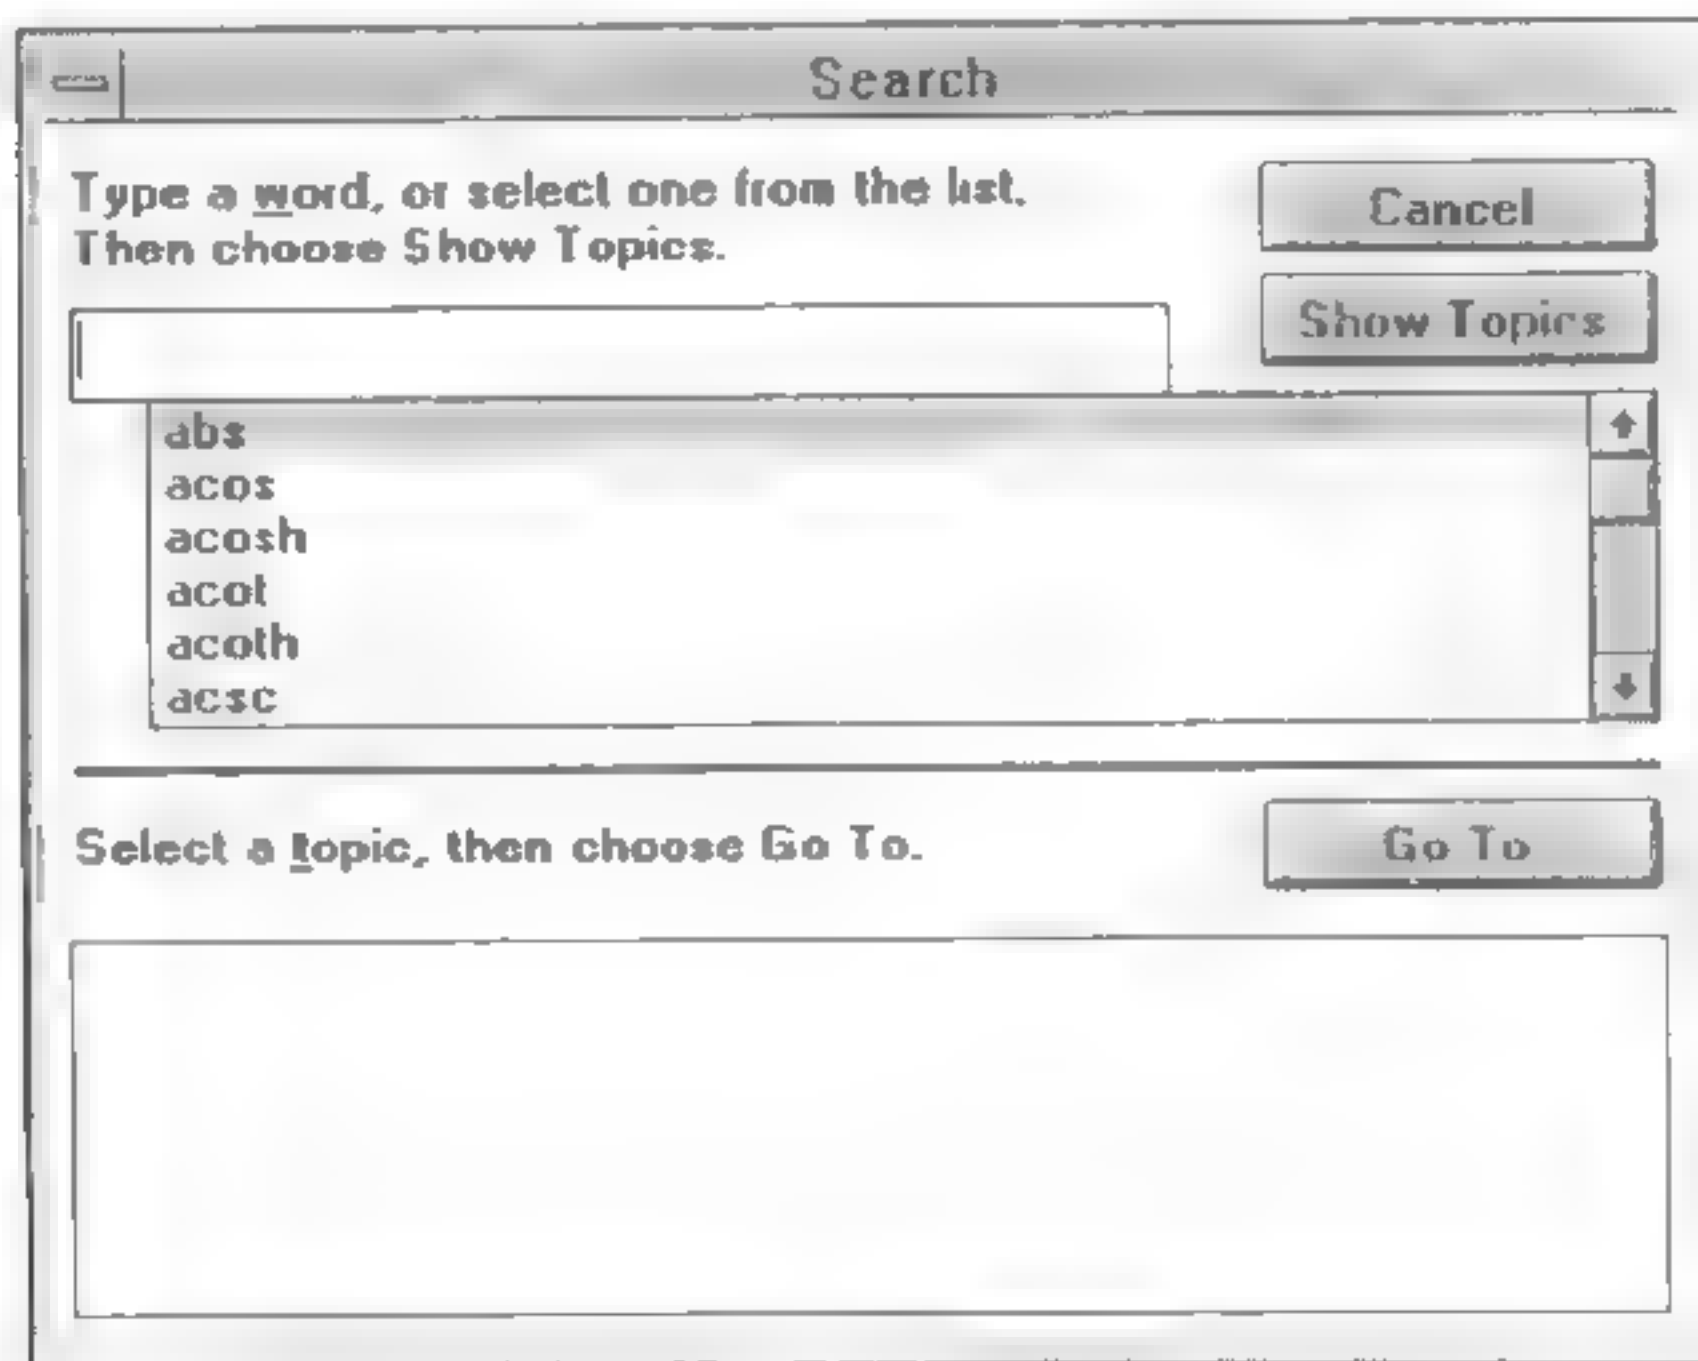 Search
Type a word, or select one from the list.
Then choose Show Topics.
Cancel
Show Topics
abs
acos
acosh
acot
acoth
acsc
Select a topic, then choose Go To.
Go To